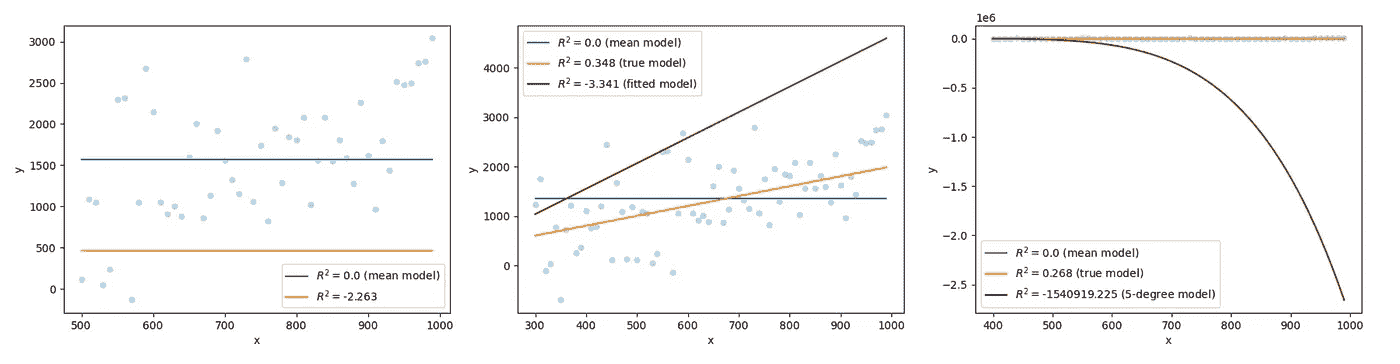 3000
2500
2000
1500
1000
500
0
y
500
600
700
800
900
1000
x
R² = 0.0 (mean model)
R² = -2.263
4000
3000
2000
1000
0
y
300
400
500
600
700
800
900
1000
x
R² = 0.0 (mean model)
R² = 0.348 (true model)
R² = -3.341 (fitted model)
1e6
0.0
−0.5
−1.0
−1.5
−2.0
−2.5
y
400
500
600
700
800
900
1000
x
R² = 0.0 (mean model)
R² = 0.268 (true model)
R² = -1540919.225 (5-degree model)